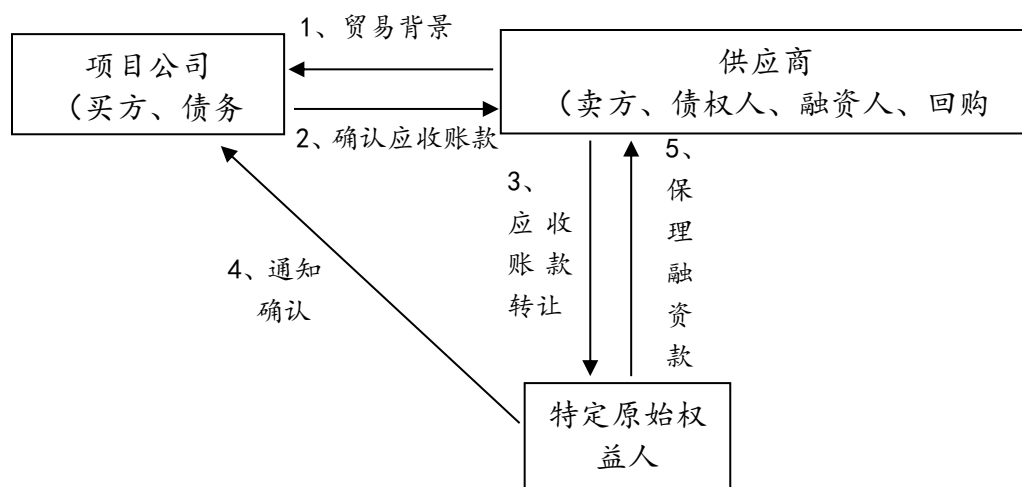 1、贸易背景
项目公司
（买方、债务
供应商
（卖方、债权人、融资人、回购
2、确认应收账款
3、
应 收
账 款
转让
5、
保
理
融
资
款
4、通知
确认
特定原始权
益人